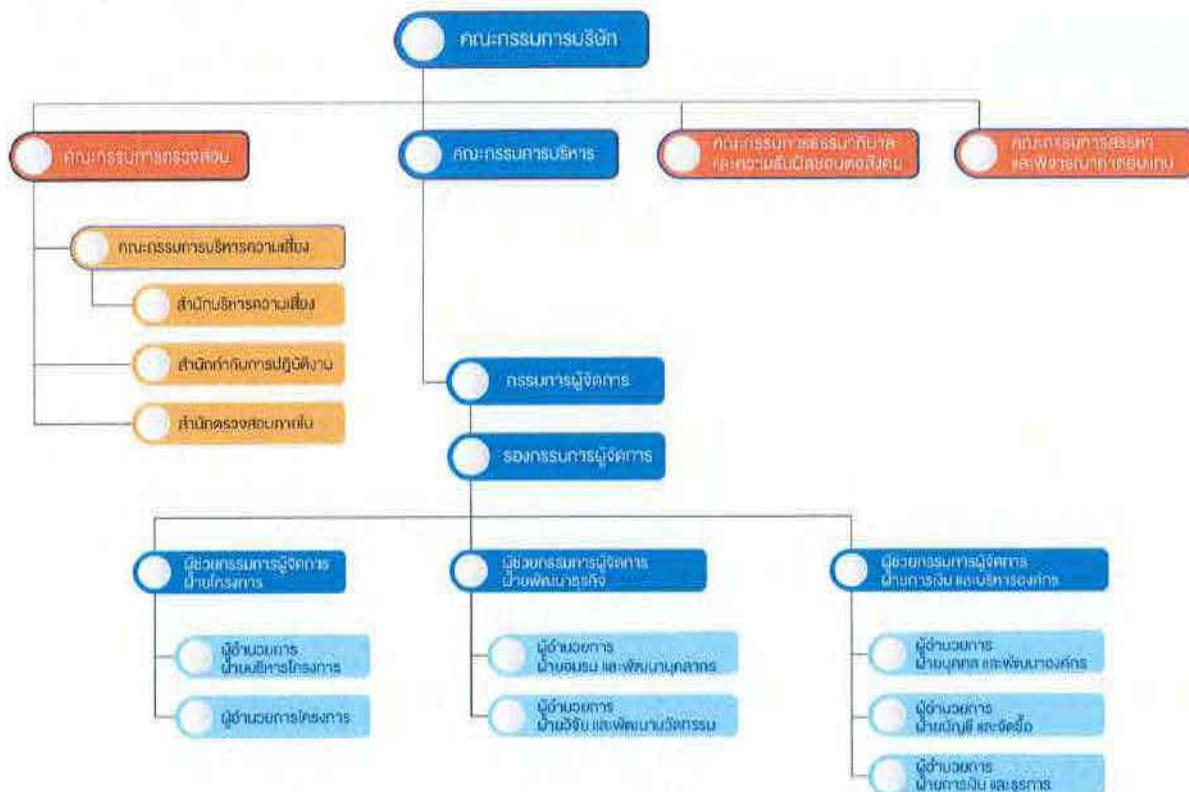 คณะกรรมการบริษัท
คณะกรรมการตรวจสอบ
คณะกรรมการบริหาร
คณะกรรมการธรรมาภิบาล
และความรับผิดชอบต่อสังคม
คณะกรรมการสรรหา
และพิจารณาค่าตอบแทน
คณะกรรมการบริหารความเสี่ยง
สำนักบริหารความเสี่ยง
สำนักกำกับการปฏิบัติงาน
สำนักตรวจสอบภายใน
กรรมการผู้จัดการ
รองกรรมการผู้จัดการ
ผู้ช่วยกรรมการผู้จัดการ
ฝ่ายโครงการ
ผู้อำนวยการ
ฝ่ายบริหารโครงการ
ผู้อำนวยการโครงการ
ผู้ช่วยกรรมการผู้จัดการ
ฝ่ายพัฒนาธุรกิจ
ผู้อำนวยการ
ฝ่ายอบรม และพัฒนาบุคลากร
ผู้อำนวยการ
ฝ่ายวิจัย และพัฒนานวัตกรรม
ผู้ช่วยกรรมการผู้จัดการ
ฝ่ายการเงิน และบริหารองค์กร
ผู้อำนวยการ
ฝ่ายบุคคล และพัฒนาองค์กร
ผู้อำนวยการ
ฝ่ายบัญชี และจัดซื้อ
ผู้อำนวยการ
ฝ่ายการเงิน และธุรการ